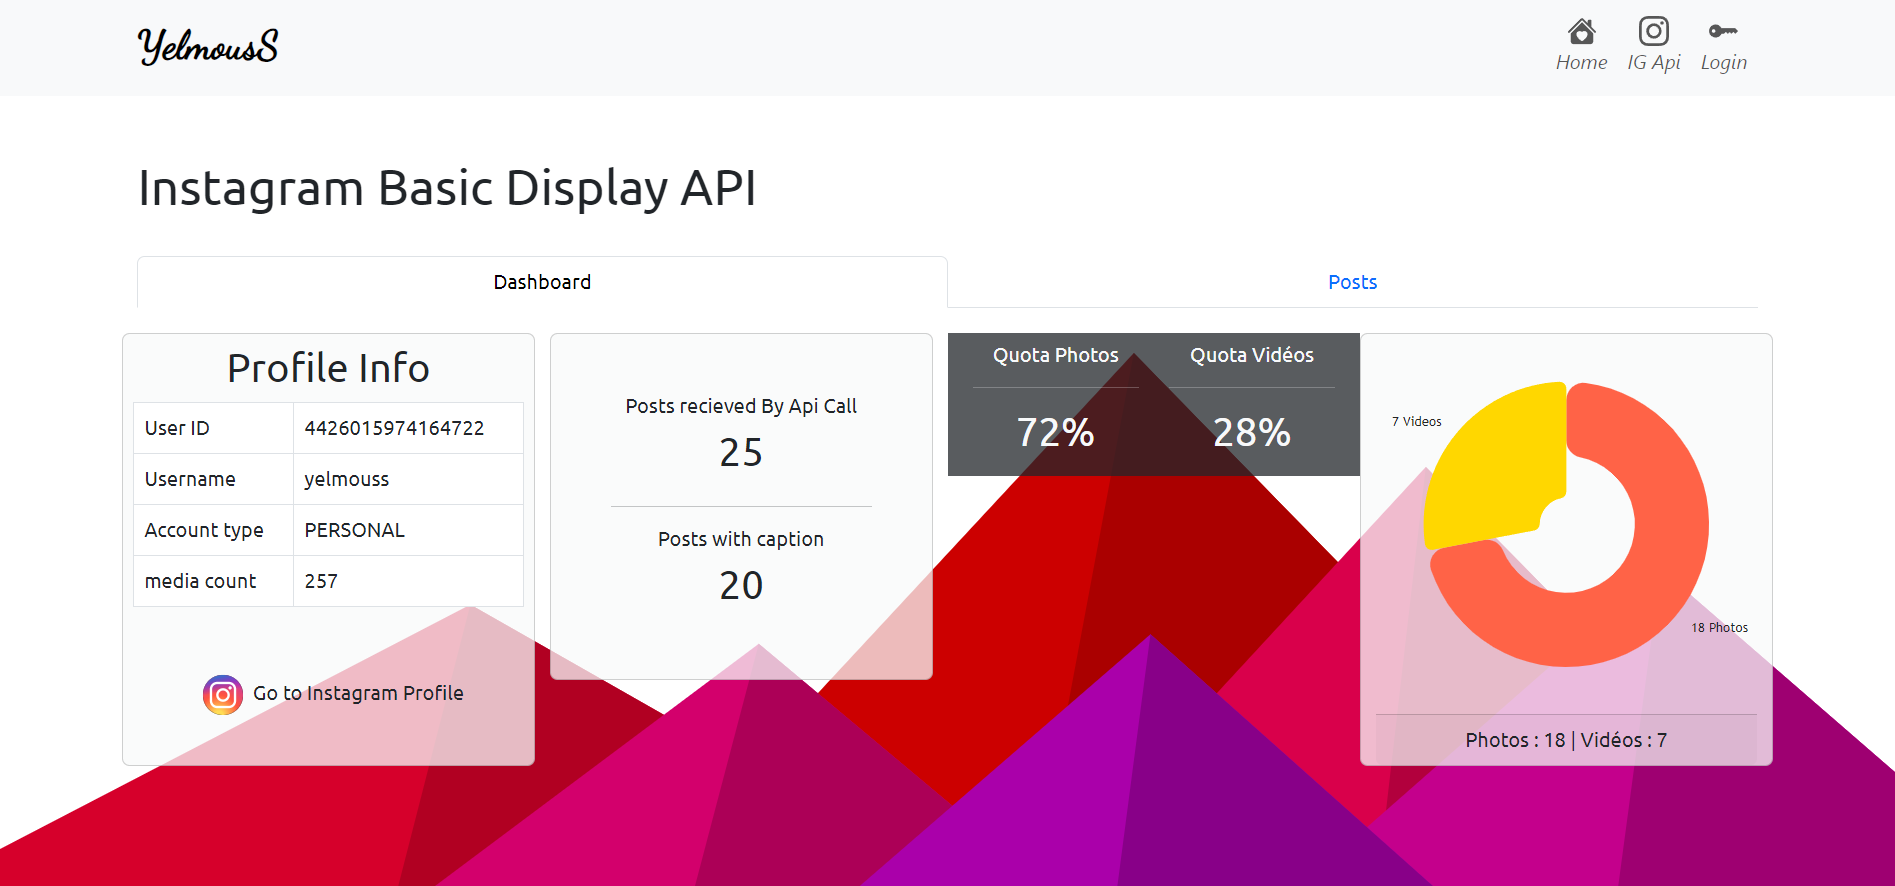 YelmousS
Home IG Api Login
Instagram Basic Display API
Dashboard Posts
Profile Info
User ID 4426015974164722
Username yelmouss
Account type PERSONAL
media count 257
Go to Instagram Profile
Posts recieved By Api Call
25
Posts with caption
20
Quota Photos Quota Vidéos
72% 28%
7 Videos
18 Photos
Photos : 18 | Vidéos : 7